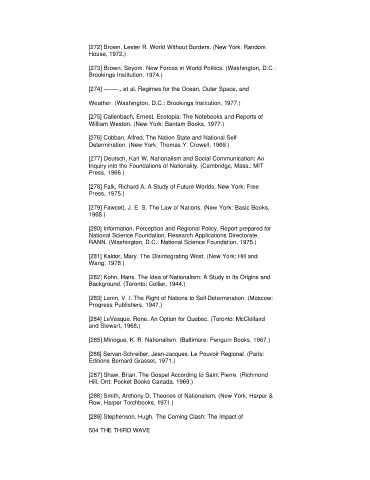 [272] Brown, Lester R. World Without Borders. (New York: Random
House, 1972.)
[273] Brown, Seyom. New Forces in World Politics. (Washington, D.C.:
Brookings Institution, 1974.)
[274] -------., et al. Regimes for the Ocean, Outer Space, and
Weather. (Washington, D.C.: Brookings Institution, 1977.)
[275] Callenbach, Ernest. Ecotopia: The Notebooks and Reports of
William Weston. (New York: Bantam Books, 1977.)
[276] Cobban, Alfred. The Nation State and National Self-
Determination. (New York: Thomas Y. Crowell, 1969.)
[277] Deutsch, Karl W. Nationalism and Social Communication: An
Inquiry into the Foundations of Nationality. (Cambridge, Mass.: MIT
Press, 1966.)
[278] Falk, Richard A. A Study of Future Worlds. New York: Free
Press, 1975.)
[279] Fawcett, J. E. S. The Law of Nations. (New York: Basic Books,
1968.)
[280] Information, Perception and Regional Policy. Report prepared for
National Science Foundation, Research Applications Directorate,
RANN. (Washington, D.C.: National Science Foundation, 1975.)
[281] Kaldor, Mary. The Disintegrating West. (New York: Hill and
Wang, 1978.)
[282] Kohn, Hans. The Idea of Nationalism: A Study in Its Origins and
Background. (Toronto: Collier, 1944.)
[283] Lenin, V. I. The Right of Nations to Self-Determination. (Moscow:
Progress Publishers, 1947.)
[284] LeVesque, Rene. An Option for Quebec. (Toronto: McClelland
and Stewart, 1968.)
[285] Minogue, K. R. Nationalism. (Baltimore: Penguin Books, 1967.)
[286] Servan-Schreiber, Jean-Jacques. Le Pouvoir Regional. (Paris:
Editions Bernard Grasset, 1971.)
[287] Shaw, Brian. The Gospel According to Saint Pierre. (Richmond
Hill, Ont: Pocket Books Canada, 1969.)
[288] Smith, Anthony D. Theories of Nationalism. (New York: Harper &
Row, Harper Torchbooks, 1971.)
[289] Stephenson, Hugh. The Coming Clash: The Impact of
504 THE THIRD WAVE